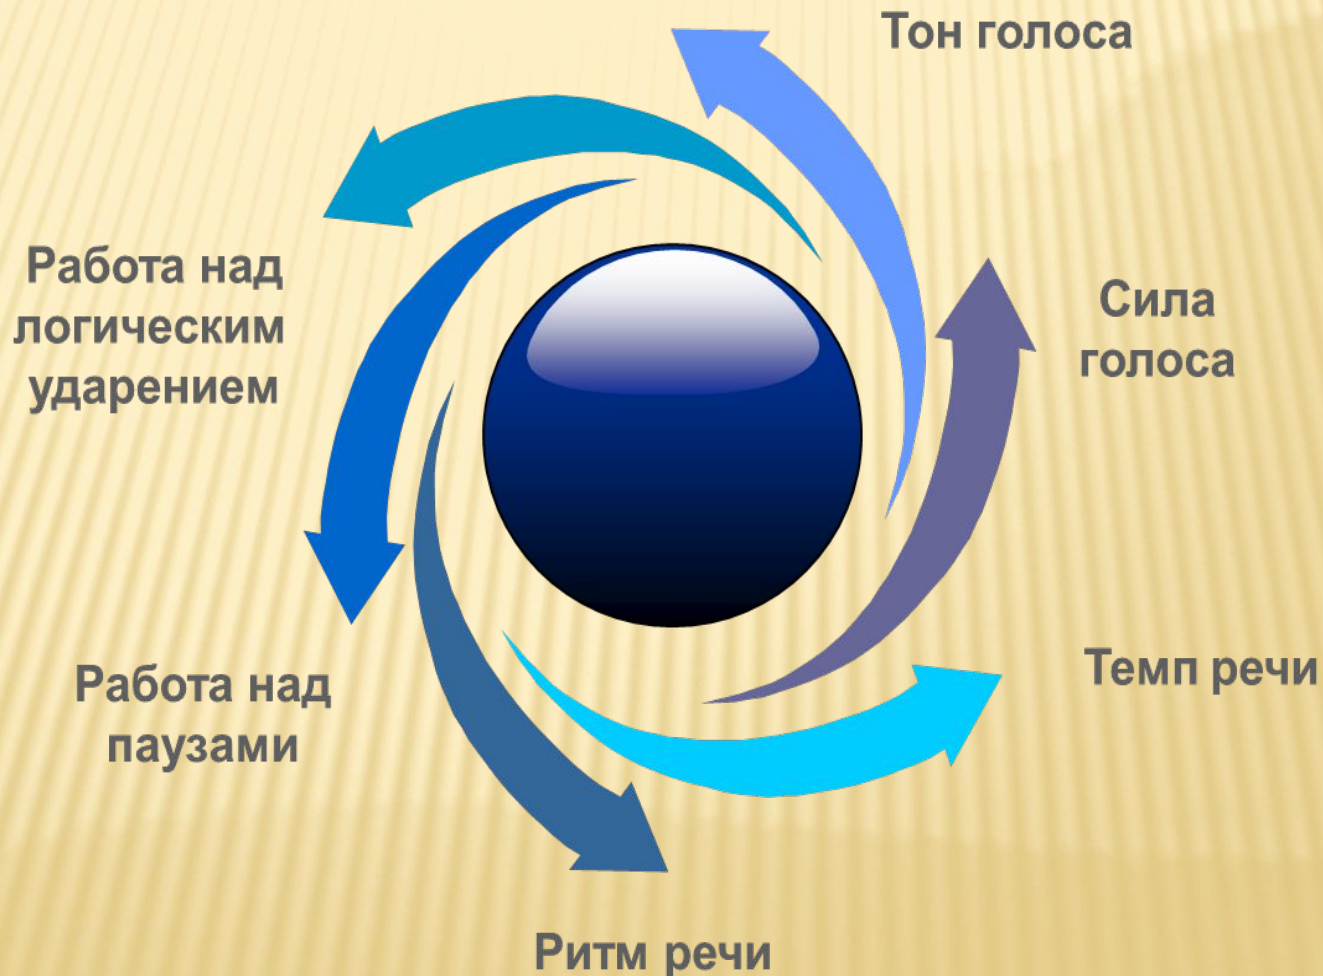 Тон голоса
Сила
голоса
Темп речи
Ритм речи
Работа над
паузами
Работа над
логическим
ударением